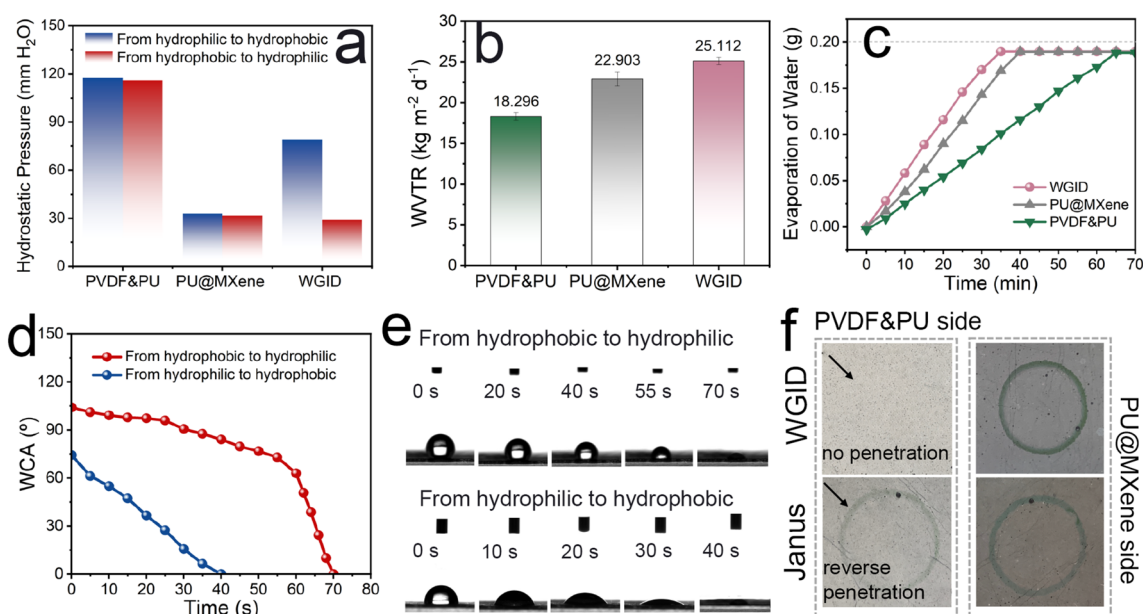 a
Hydrostatic Pressure (mm H₂O)
150
120
90
60
30
0
From hydrophilic to hydrophobic
From hydrophobic to hydrophilic
PVDF&PU PU@MXene WGID
b
WVTR (kg m⁻² d⁻¹)
35
30
25
20
15
10
5
0
18.296
22.903
25.112
PVDF&PU PU@MXene WGID
c
Evaporation of Water (g)
0.20
0.15
0.10
0.05
0.00
WGID
PU@MXene
PVDF&PU
0 10 20 30 40 50 60 70
Time (min)
d
WCA (º)
150
120
90
60
30
0
From hydrophobic to hydrophilic
From hydrophilic to hydrophobic
0 10 20 30 40 50 60 70 80
Time (s)
e
From hydrophobic to hydrophilic
0 s 20 s 40 s 55 s 70 s
From hydrophilic to hydrophobic
0 s 10 s 20 s 30 s 40 s
f
PVDF&PU side
WGID
no penetration
Janus
reverse
penetration
PU@MXene side